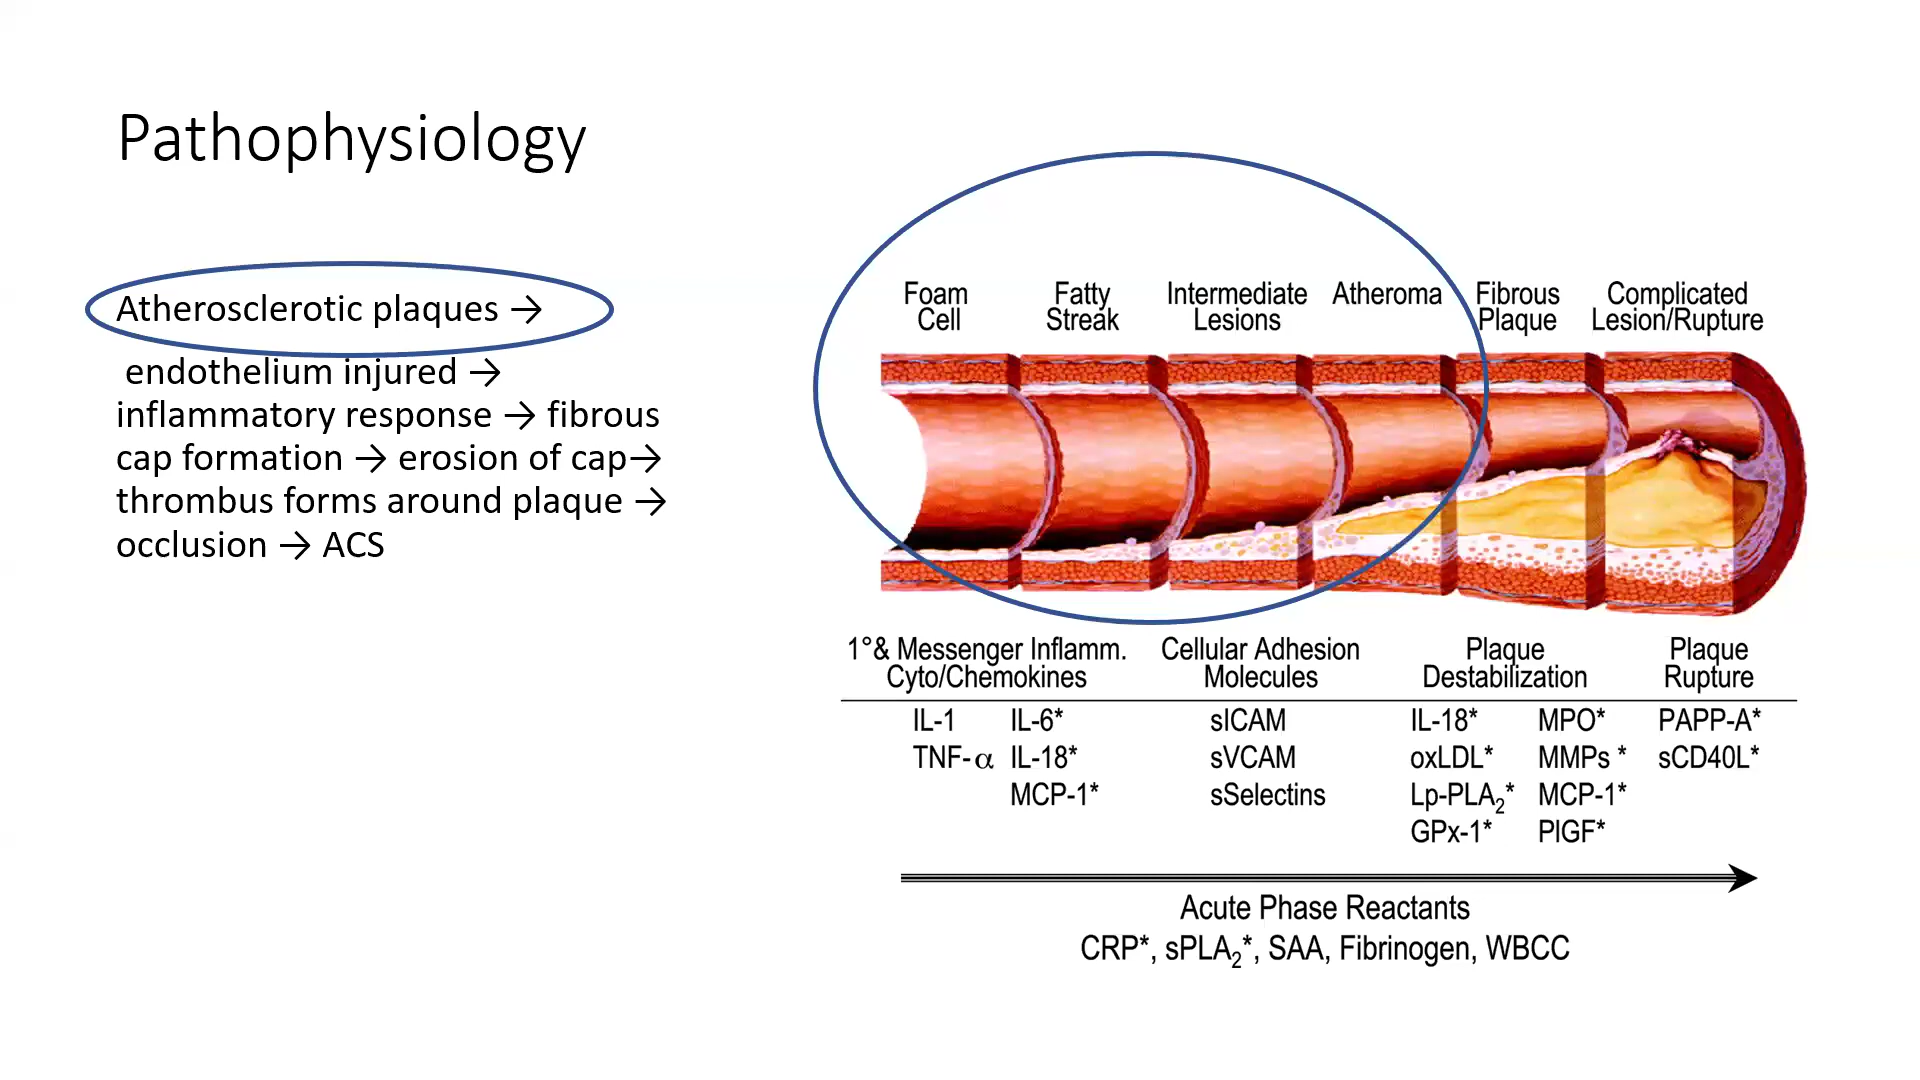 Pathophysiology
Atherosclerotic plaques →
endothelium injured →
inflammatory response → fibrous
cap formation → erosion of cap→
thrombus forms around plaque →
occlusion → ACS
Foam Cell
Fatty Streak
Intermediate Lesions
Atheroma
Fibrous Plaque
Complicated Lesion/Rupture
1°& Messenger Inflamm.
Cyto/Chemokines
Cellular Adhesion
Molecules
Plaque
Destabilization
Plaque
Rupture
IL-1 IL-6* sICAM IL-18* MPO* PAPP-A*
TNF-α IL-18* sVCAM oxLDL* MMPs * sCD40L*
MCP-1* sSelectins Lp-PLA₂* MCP-1*
GPx-1* PlGF*
Acute Phase Reactants
CRP*, sPLA₂*, SAA, Fibrinogen, WBCC